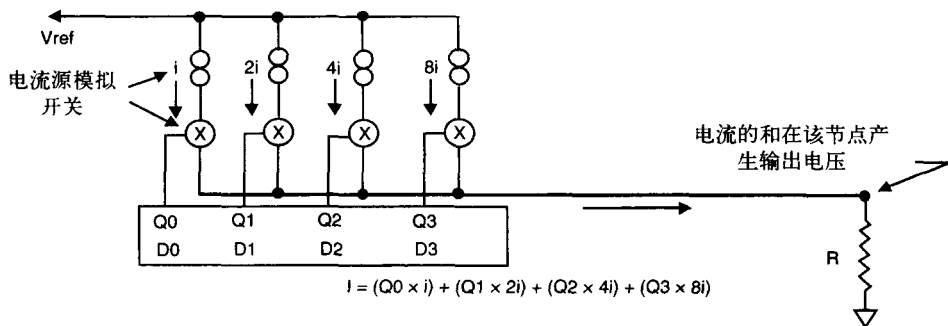 Vref
i 2i 4i 8i
电流源模拟
开关
X X X X
电流的和在该节点产
生输出电压
Q0 Q1 Q2 Q3
D0 D1 D2 D3
R
I = (Q0 × i) + (Q1 × 2i) + (Q2 × 4i) + (Q3 × 8i)